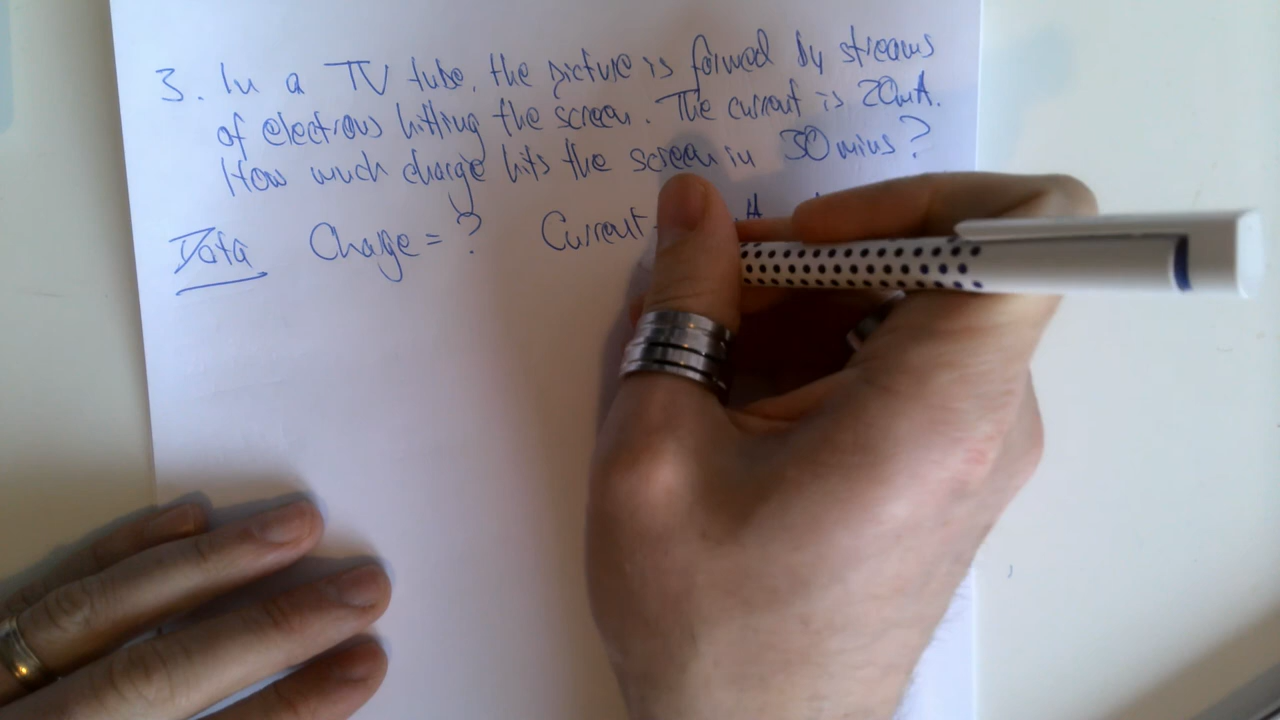 3. In a TV tube, the picture is formed by streams
of electrons hitting the screen. The current is 20mA.
How much charge hits the screen in 30 mins?
Data Charge = ? Current